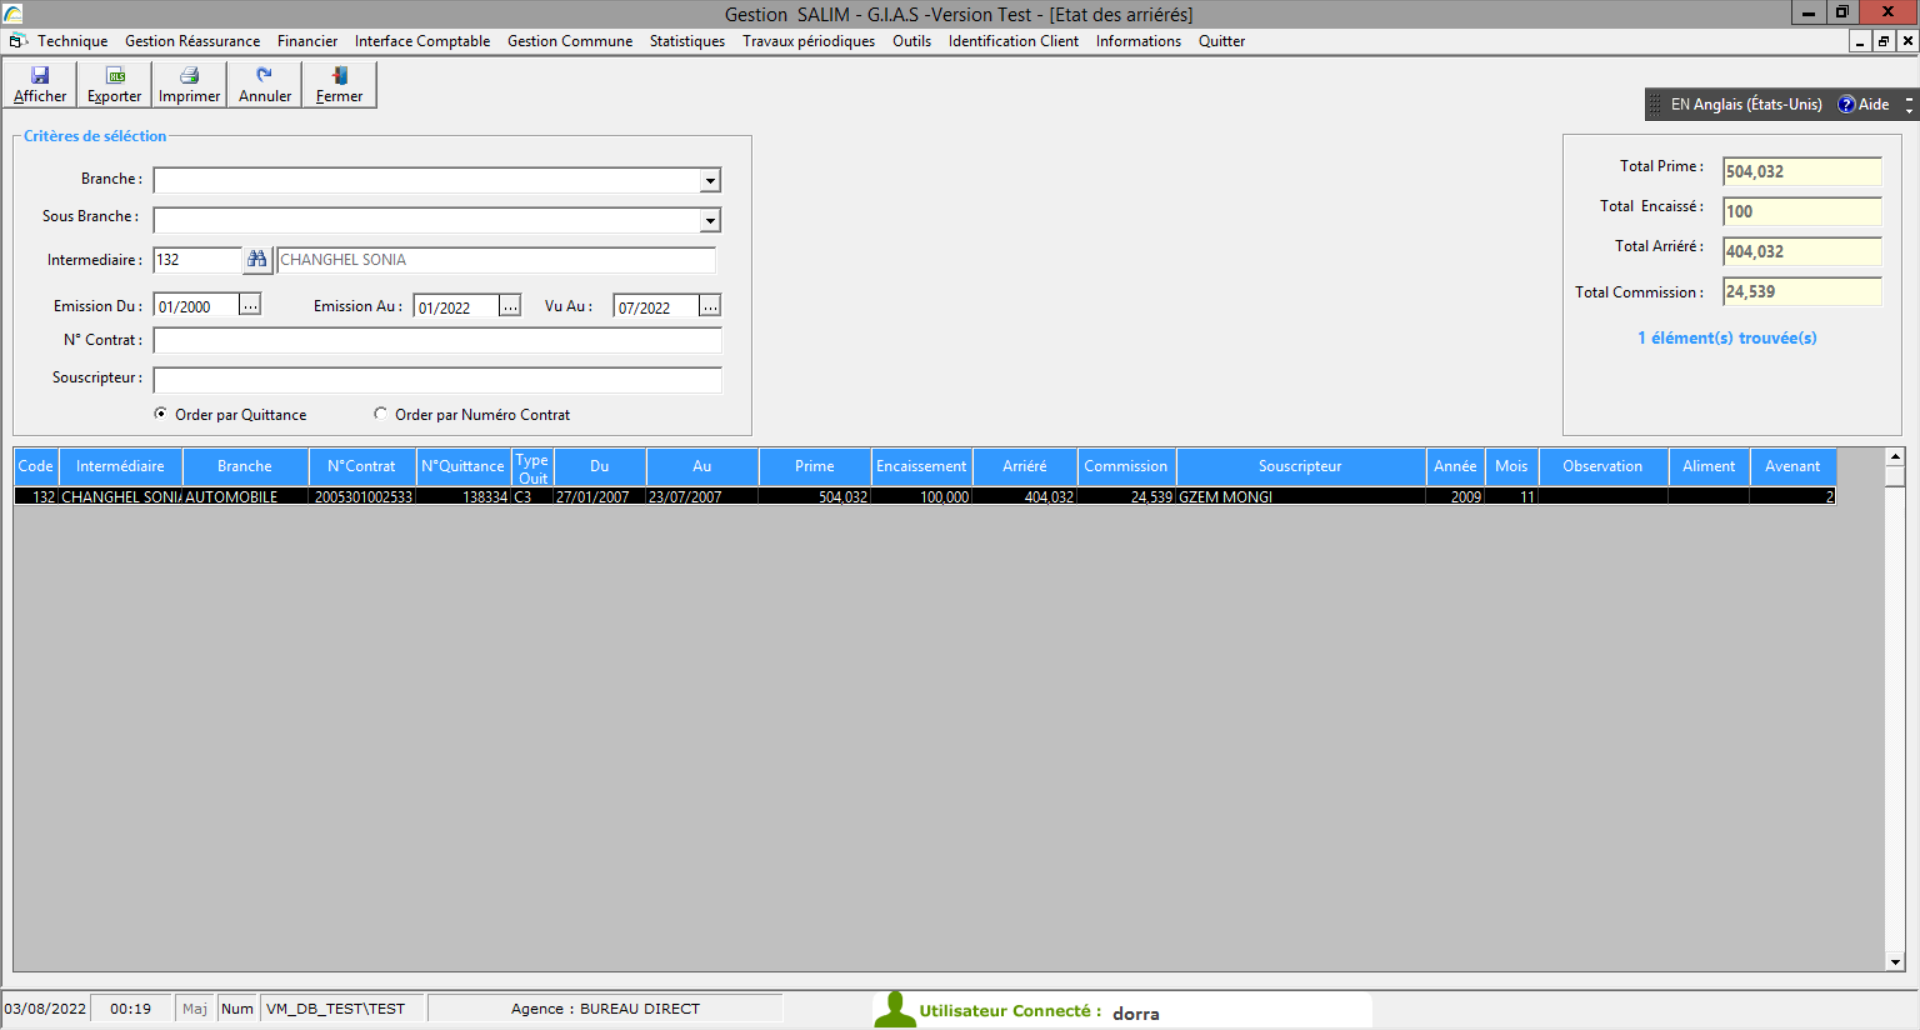 Gestion SALIM - G.I.A.S -Version Test - [Etat des arriérés]
Technique Gestion Réassurance Financier Interface Comptable Gestion Commune Statistiques Travaux périodiques Outils Identification Client Informations Quitter
Afficher Exporter Imprimer Annuler Fermer
XLS
EN Anglais (États-Unis) ? Aide
Critères de séléction
Branche :
Sous Branche :
Intermediaire : 132 CHANGHEL SONIA
Emission Du : 01/2000 ... Emission Au : 01/2022 ... Vu Au : 07/2022 ...
N° Contrat :
Souscripteur :
Order par Quittance Order par Numéro Contrat
Total Prime : 504,032
Total Encaissé : 100
Total Arriéré : 404,032
Total Commission : 24,539
1 élément(s) trouvée(s)
Code Intermédiaire Branche N°Contrat N°Quittance Type Quit Du Au Prime Encaissement Arriéré Commission Souscripteur Année Mois Observation Aliment Avenant
132 CHANGHEL SONIA AUTOMOBILE 2005301002533 138334 C3 27/01/2007 23/07/2007 504,032 100,000 404,032 24,539 GZEM MONGI 2009 11 2
03/08/2022 00:19 Maj Num VM_DB_TEST\TEST Agence : BUREAU DIRECT Utilisateur Connecté : dorra